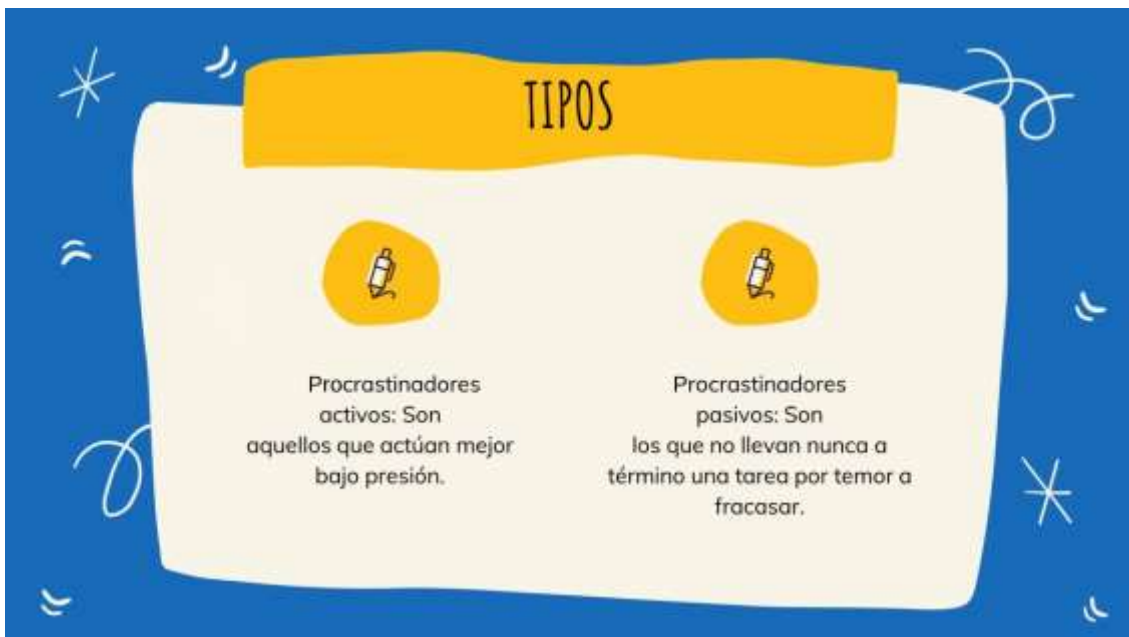 TIPOS
Procrastinadores
activos: Son
aquellos que actúan mejor
bajo presión.
Procrastinadores
pasivos: Son
los que no llevan nunca a
término una tarea por temor a
fracasar.